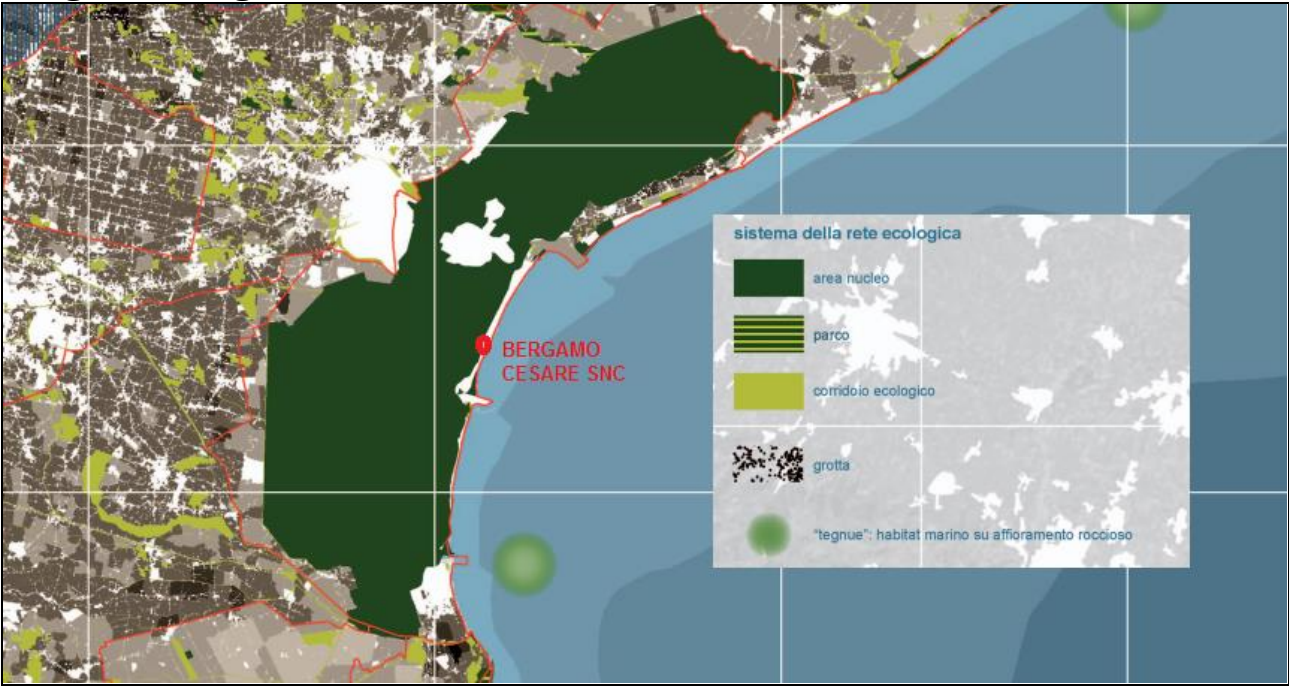 1
BERGAMO
CESARE SNC
sistema della rete ecologica
area nucleo
parco
corridoio ecologico
grotta
"tegnue": habitat marino su affioramento roccioso